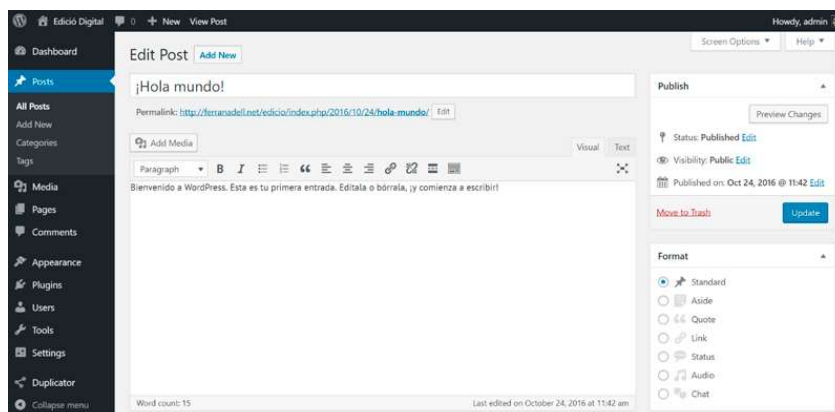 Edició Digital 0 New View Post Howdy, admin
Screen Options Help
Dashboard
Posts
All Posts
Add New
Categories
Tags
Media
Pages
Comments
Appearance
Plugins
Users
Tools
Settings
Duplicator
Collapse menu
Edit Post Add New
¡Hola mundo!
Permalink: http://ferranadell.net/edicio/index.php/2016/10/24/hola-mundo/ Edit
Add Media Visual Text
Paragraph B I
Bienvenido a WordPress. Esta es tu primera entrada. Edítala o bórrala, ¡y comienza a escribir!
Word count: 15 Last edited on October 24, 2016 at 11:42 am
Publish
Preview Changes
Status: Published Edit
Visibility: Public Edit
Published on: Oct 24, 2016 @ 11:42 Edit
Move to Trash Update
Format
Standard
Aside
Quote
Link
Status
Audio
Chat